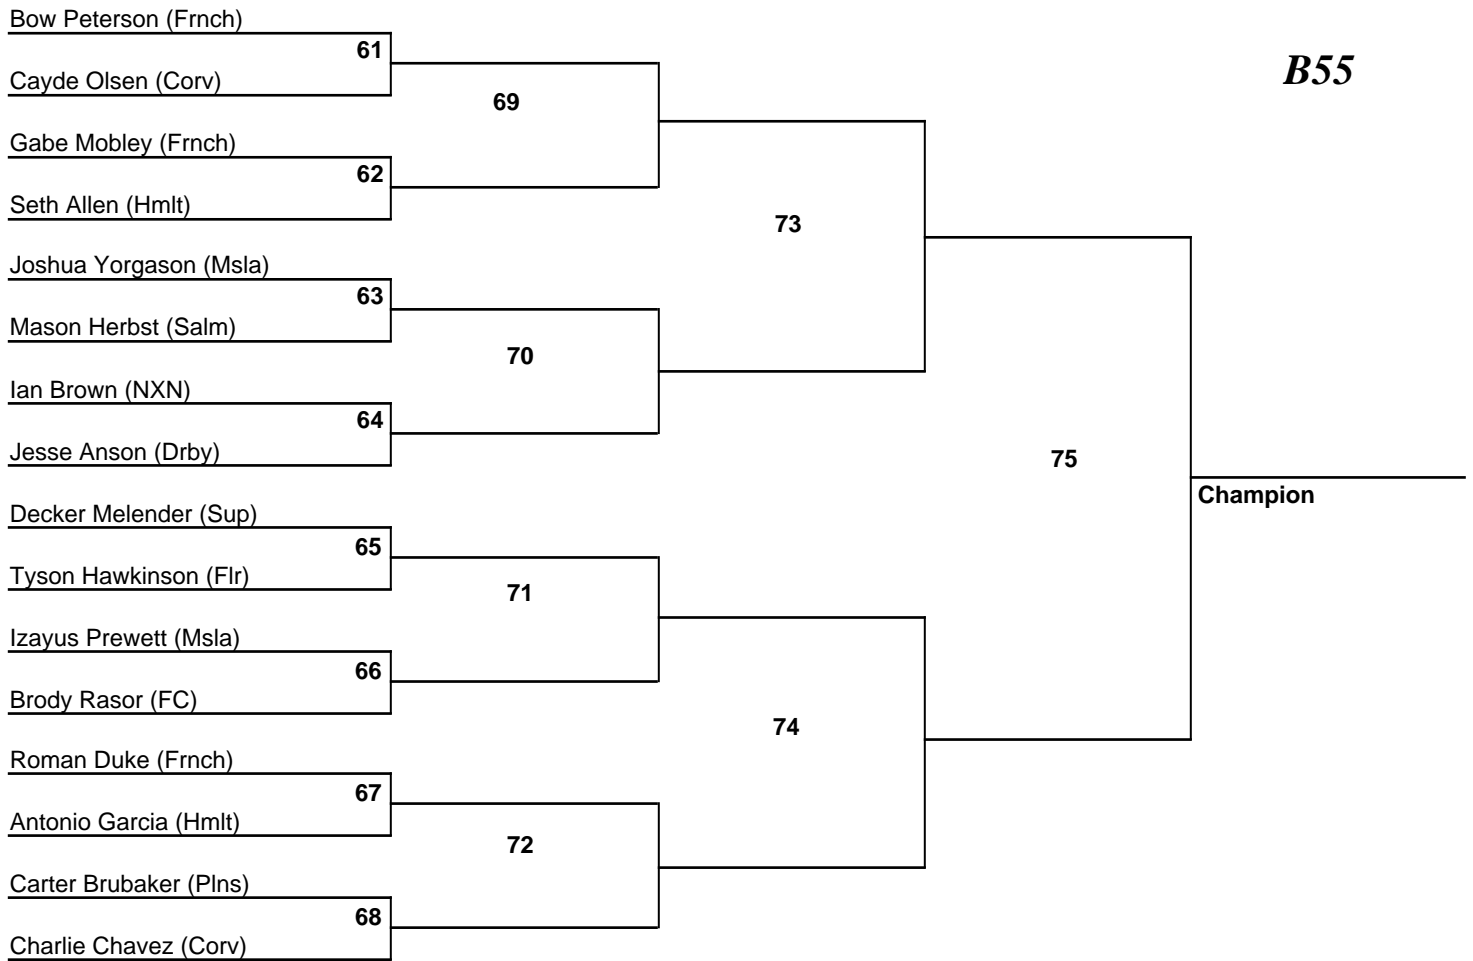 Bow Peterson (Frnch)
61
B55
Cayde Olsen (Corv)
69
Gabe Mobley (Frnch)
62
Seth Allen (Hmlt)
73
Joshua Yorgason (Msla)
63
Mason Herbst (Salm)
70
Ian Brown (NXN)
64
Jesse Anson (Drby)
75
Champion
Decker Melender (Sup)
65
Tyson Hawkinson (Flr)
71
Izayus Prewett (Msla)
66
Brody Rasor (FC)
74
Roman Duke (Frnch)
67
Antonio Garcia (Hmlt)
72
Carter Brubaker (Plns)
68
Charlie Chavez (Corv)